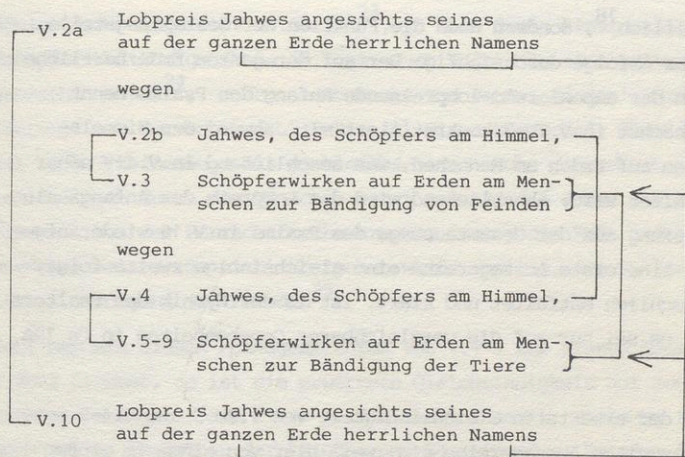 V.2a Lobpreis Jahwes angesichts seines
auf der ganzen Erde herrlichen Namens
wegen
V.2b Jahwes, des Schöpfers am Himmel,
V.3 Schöpferwirken auf Erden am Men-
schen zur Bändigung von Feinden
wegen
V.4 Jahwes, des Schöpfers am Himmel,
V.5-9 Schöpferwirken auf Erden am Men-
schen zur Bändigung der Tiere
V.10 Lobpreis Jahwes angesichts seines
auf der ganzen Erde herrlichen Namens